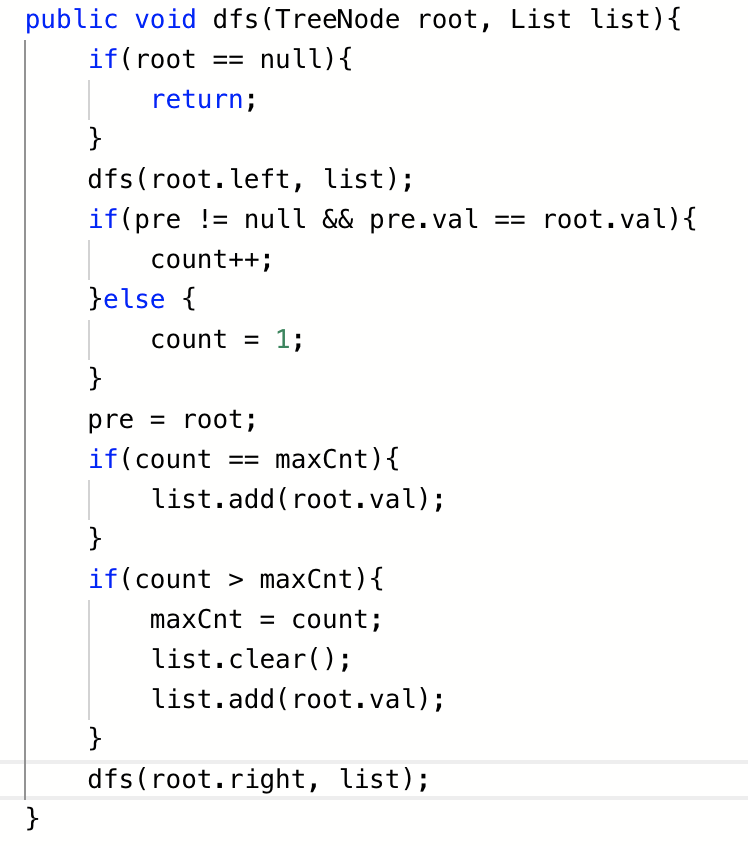 public void dfs(TreeNode root, List list){
    if(root == null){
        return;
    }
    dfs(root.left, list);
    if(pre != null && pre.val == root.val){
        count++;
    }else {
        count = 1;
    }
    pre = root;
    if(count == maxCnt){
        list.add(root.val);
    }
    if(count > maxCnt){
        maxCnt = count;
        list.clear();
        list.add(root.val);
    }
    dfs(root.right, list);
}